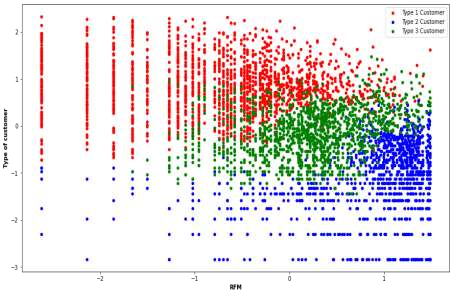 Type 1 Customer
Type 2 Customer
Type 3 Customer
Type of customer
2
1
0
−1
−2
−3
−2
−1
0
1
RFM